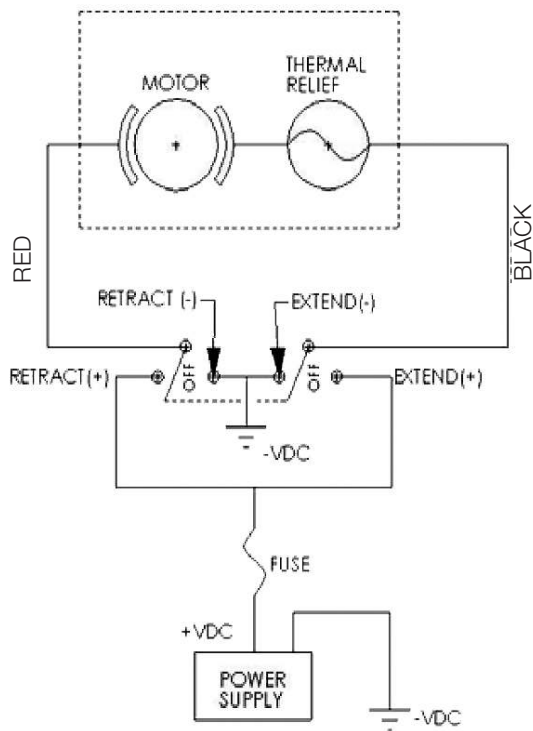 MOTOR
THERMAL
RELIEF
RED
BLACK
RETRACT (-)
EXTEND(-)
RETRACT(+)
OFF
OFF
EXTEND(+)
-VDC
FUSE
+VDC
POWER
SUPPLY
-VDC